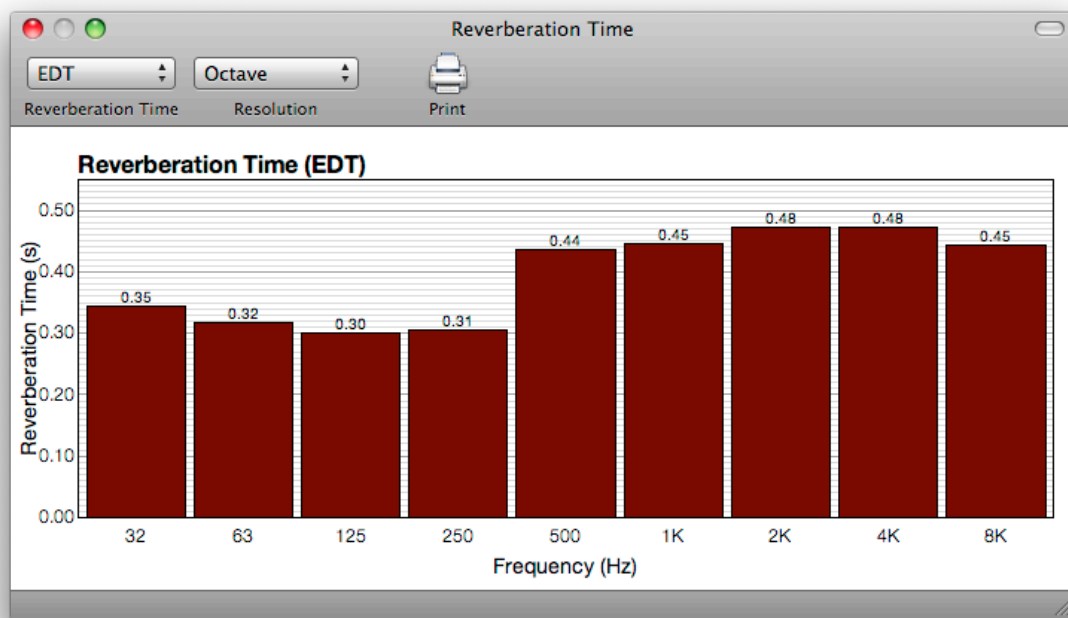 Reverberation Time
EDT Octave
Reverberation Time Resolution Print
Reverberation Time (EDT)
Reverberation Time (s)
0.50
0.40
0.30
0.20
0.10
0.00
0.35 0.32 0.30 0.31 0.44 0.45 0.48 0.48 0.45
32 63 125 250 500 1K 2K 4K 8K
Frequency (Hz)